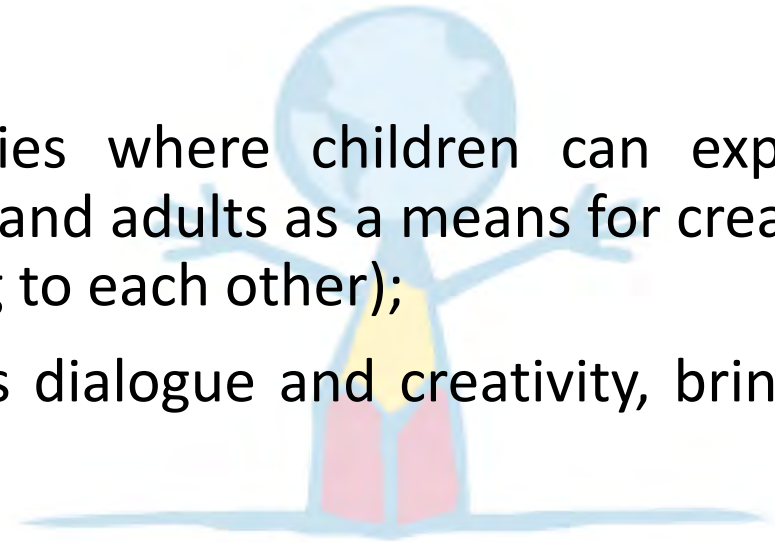 ies where children can exp
and adults as a means for crea
g to each other);
s dialogue and creativity, brin